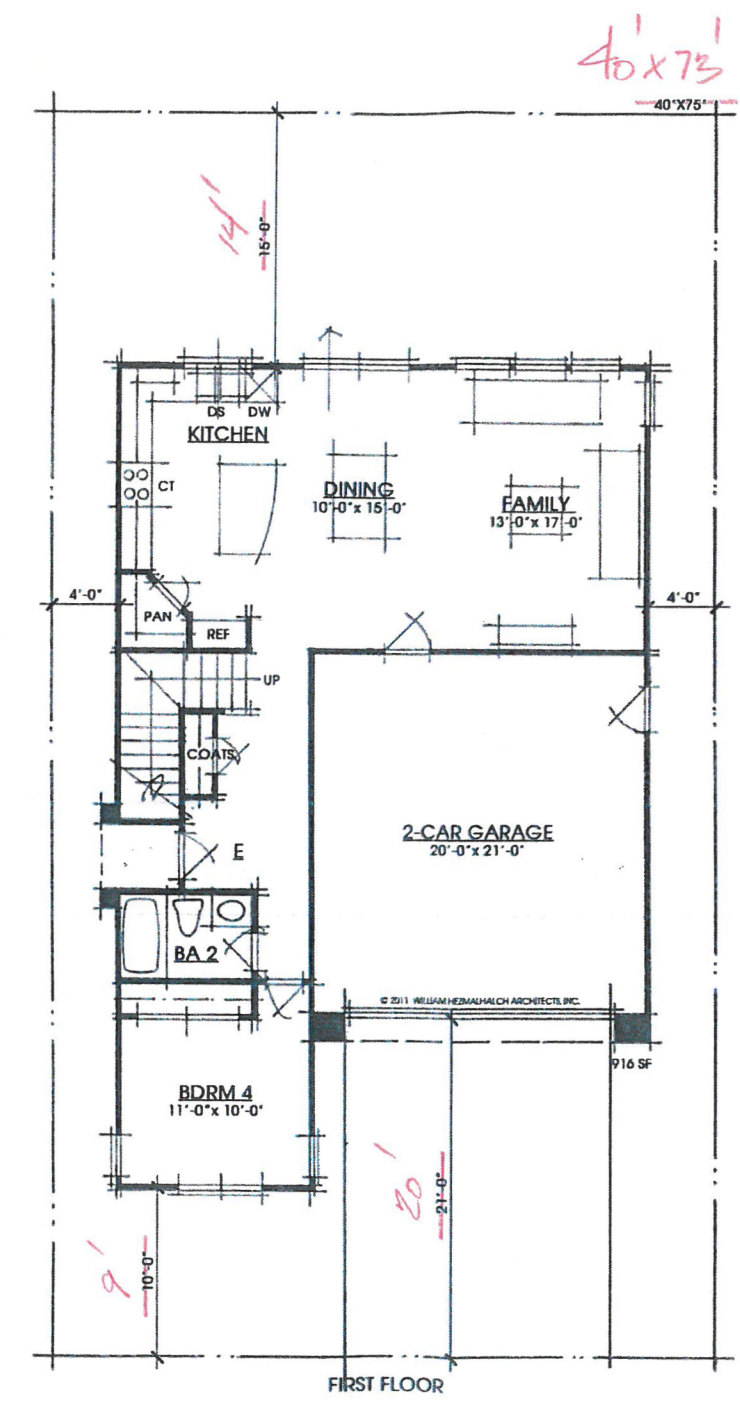 40'x73'
40'X75'
14'
15'-0"
DS
DW
KITCHEN
CT
DINING
10'-0"x 15'-0"
FAMILY
13'-0"x 17'-0"
4'-0"
4'-0"
PAN
REF
UP
COATS
2-CAR GARAGE
20'-0"x 21'-0"
E
BA 2
© 2011 WILLIAM HEZMALHALCH ARCHITECTS, INC.
916 SF
BDRM 4
11'-0"x 10'-0"
20'
21'-0"
9'
10'-0"
FIRST FLOOR